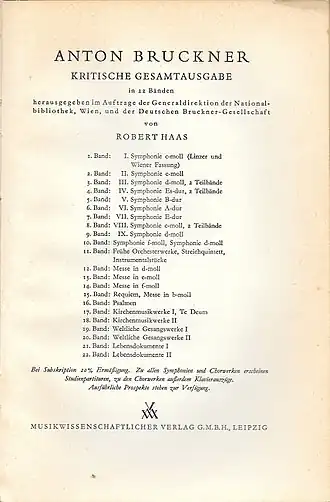 ANTON BRUCKNER
KRITISCHE GESAMTAUSGABE
in 22 Bänden
herausgegeben im Auftrage der Generaldirektion der National-
bibliothek, Wien, und der Deutschen Bruckner-Gesellschaft
von
ROBERT HAAS
1. Band: I. Symphonie c-moll (Linzer und
Wiener Fassung)
2. Band: II. Symphonie c-moll
3. Band: III. Symphonie d-moll, 2 Teilbände
4. Band: IV. Symphonie Es-dur, 2 Teilbände
5. Band: V. Symphonie B-dur
6. Band: VI. Symphonie A-dur
7. Band: VII. Symphonie E-dur
8. Band: VIII. Symphonie c-moll, 2 Teilbände
9. Band: IX. Symphonie d-moll
10. Band: Symphonie f-moll, Symphonie d-moll
11. Band: Frühe Orchesterwerke, Streichquintett,
Instrumentalstücke
12. Band: Messe in d-moll
13. Band: Messe in e-moll
14. Band: Messe in f-moll
15. Band: Requiem, Messe in b-moll
16. Band: Psalmen
17. Band: Kirchenmusikwerke I, Te Deum
18. Band: Kirchenmusikwerke II
19. Band: Weltliche Gesangswerke I
20. Band: Weltliche Gesangswerke II
21. Band: Lebensdokumente I
22. Band: Lebensdokumente II
Bei Subskription 20% Ermäßigung. Zu allen Symphonien und Chorwerken erscheinen
Studienpartituren, zu den Chorwerken außerdem Klavierauszüge.
Ausführliche Prospekte stehen zur Verfügung.
MUSIKWISSENSCHAFTLICHER VERLAG G.M.B.H., LEIPZIG